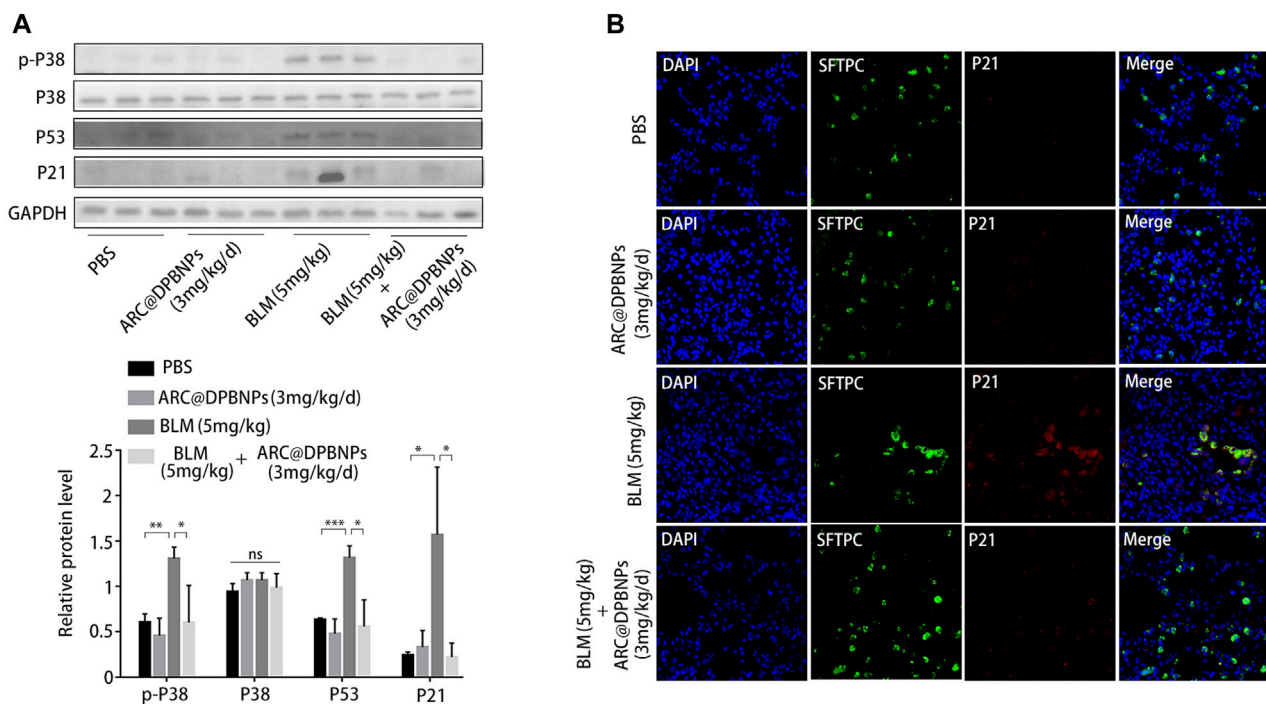 A
p-P38
P38
P53
P21
GAPDH
PBS
ARC@DPBNPs
(3mg/kg/d)
BLM (5mg/kg)
BLM (5mg/kg)
+
ARC@DPBNPs
(3mg/kg/d)
PBS
ARC@DPBNPs (3mg/kg/d)
BLM (5mg/kg)
BLM
(5mg/kg)
+
ARC@DPBNPs
(3mg/kg/d)
Relative protein level
2.5
2
1.5
1
0.5
0
** *
ns
*** *
* *
p-P38 P38 P53 P21
B
PBS
DAPI SFTPC P21 Merge
ARC@DPBNPs
(3mg/kg/d)
DAPI SFTPC P21 Merge
BLM (5mg/kg)
DAPI SFTPC P21 Merge
BLM (5mg/kg)
+
ARC@DPBNPs
(3mg/kg/d)
DAPI SFTPC P21 Merge